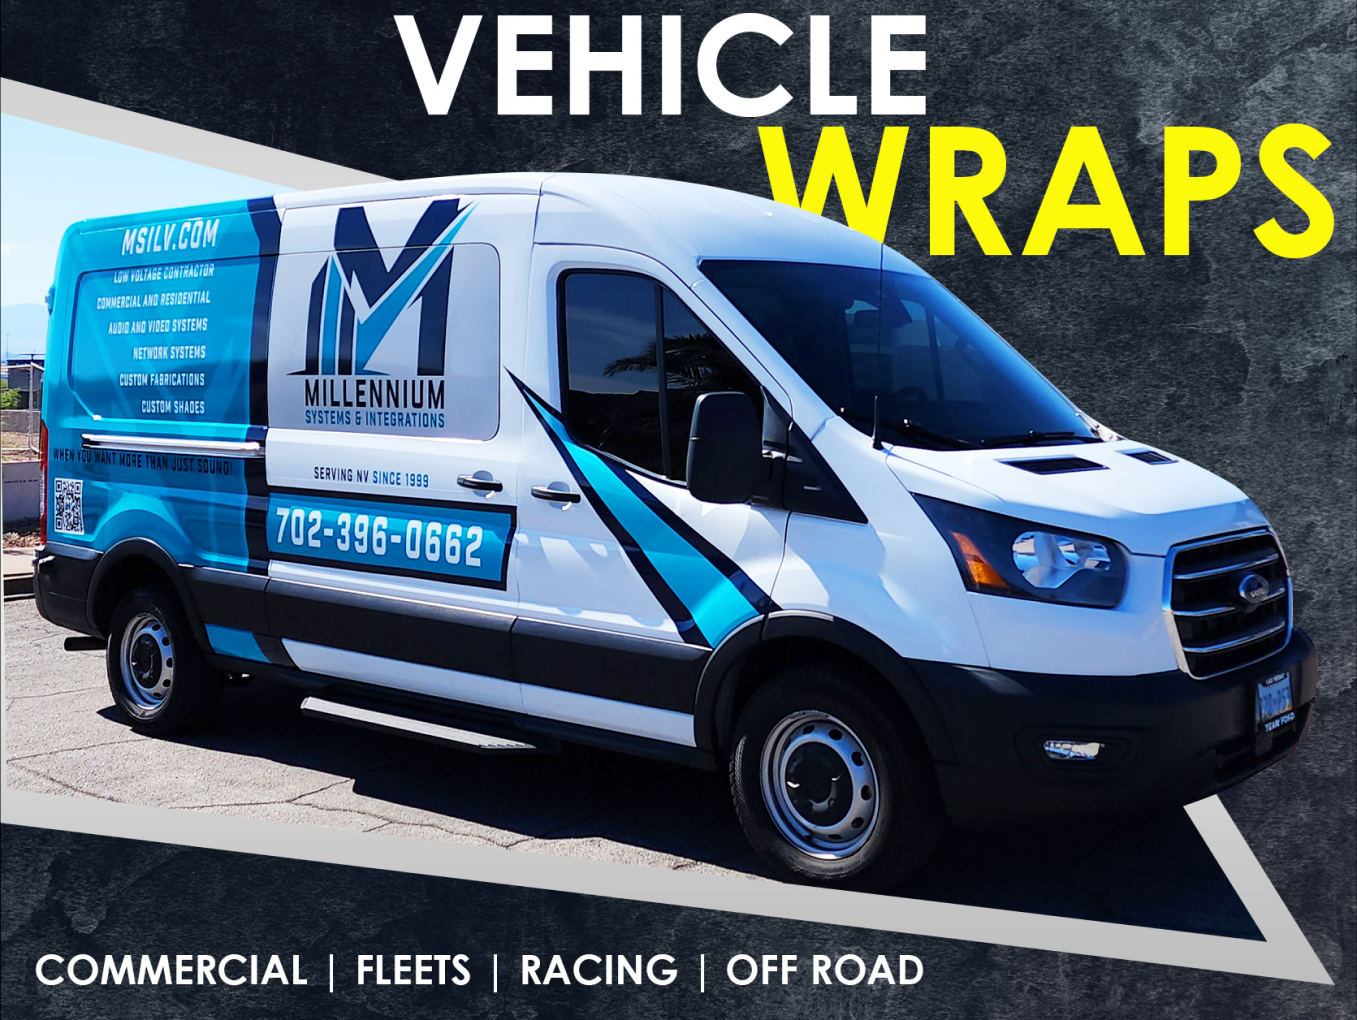 VEHICLE
WRAPS
MSILV.COM
LOW VOLTAGE CONTRACTOR
COMMERCIAL AND RESIDENTIAL
AUDIO AND VIDEO SYSTEMS
NETWORK SYSTEMS
CUSTOM FABRICATIONS
CUSTOM SHADES
WHEN YOU WANT MORE THAN JUST SOUND!
M
MILLENNIUM
SYSTEMS & INTEGRATIONS
SERVING NV SINCE 1999
702-396-0662
TEAM FORD
COMMERCIAL | FLEETS | RACING | OFF ROAD